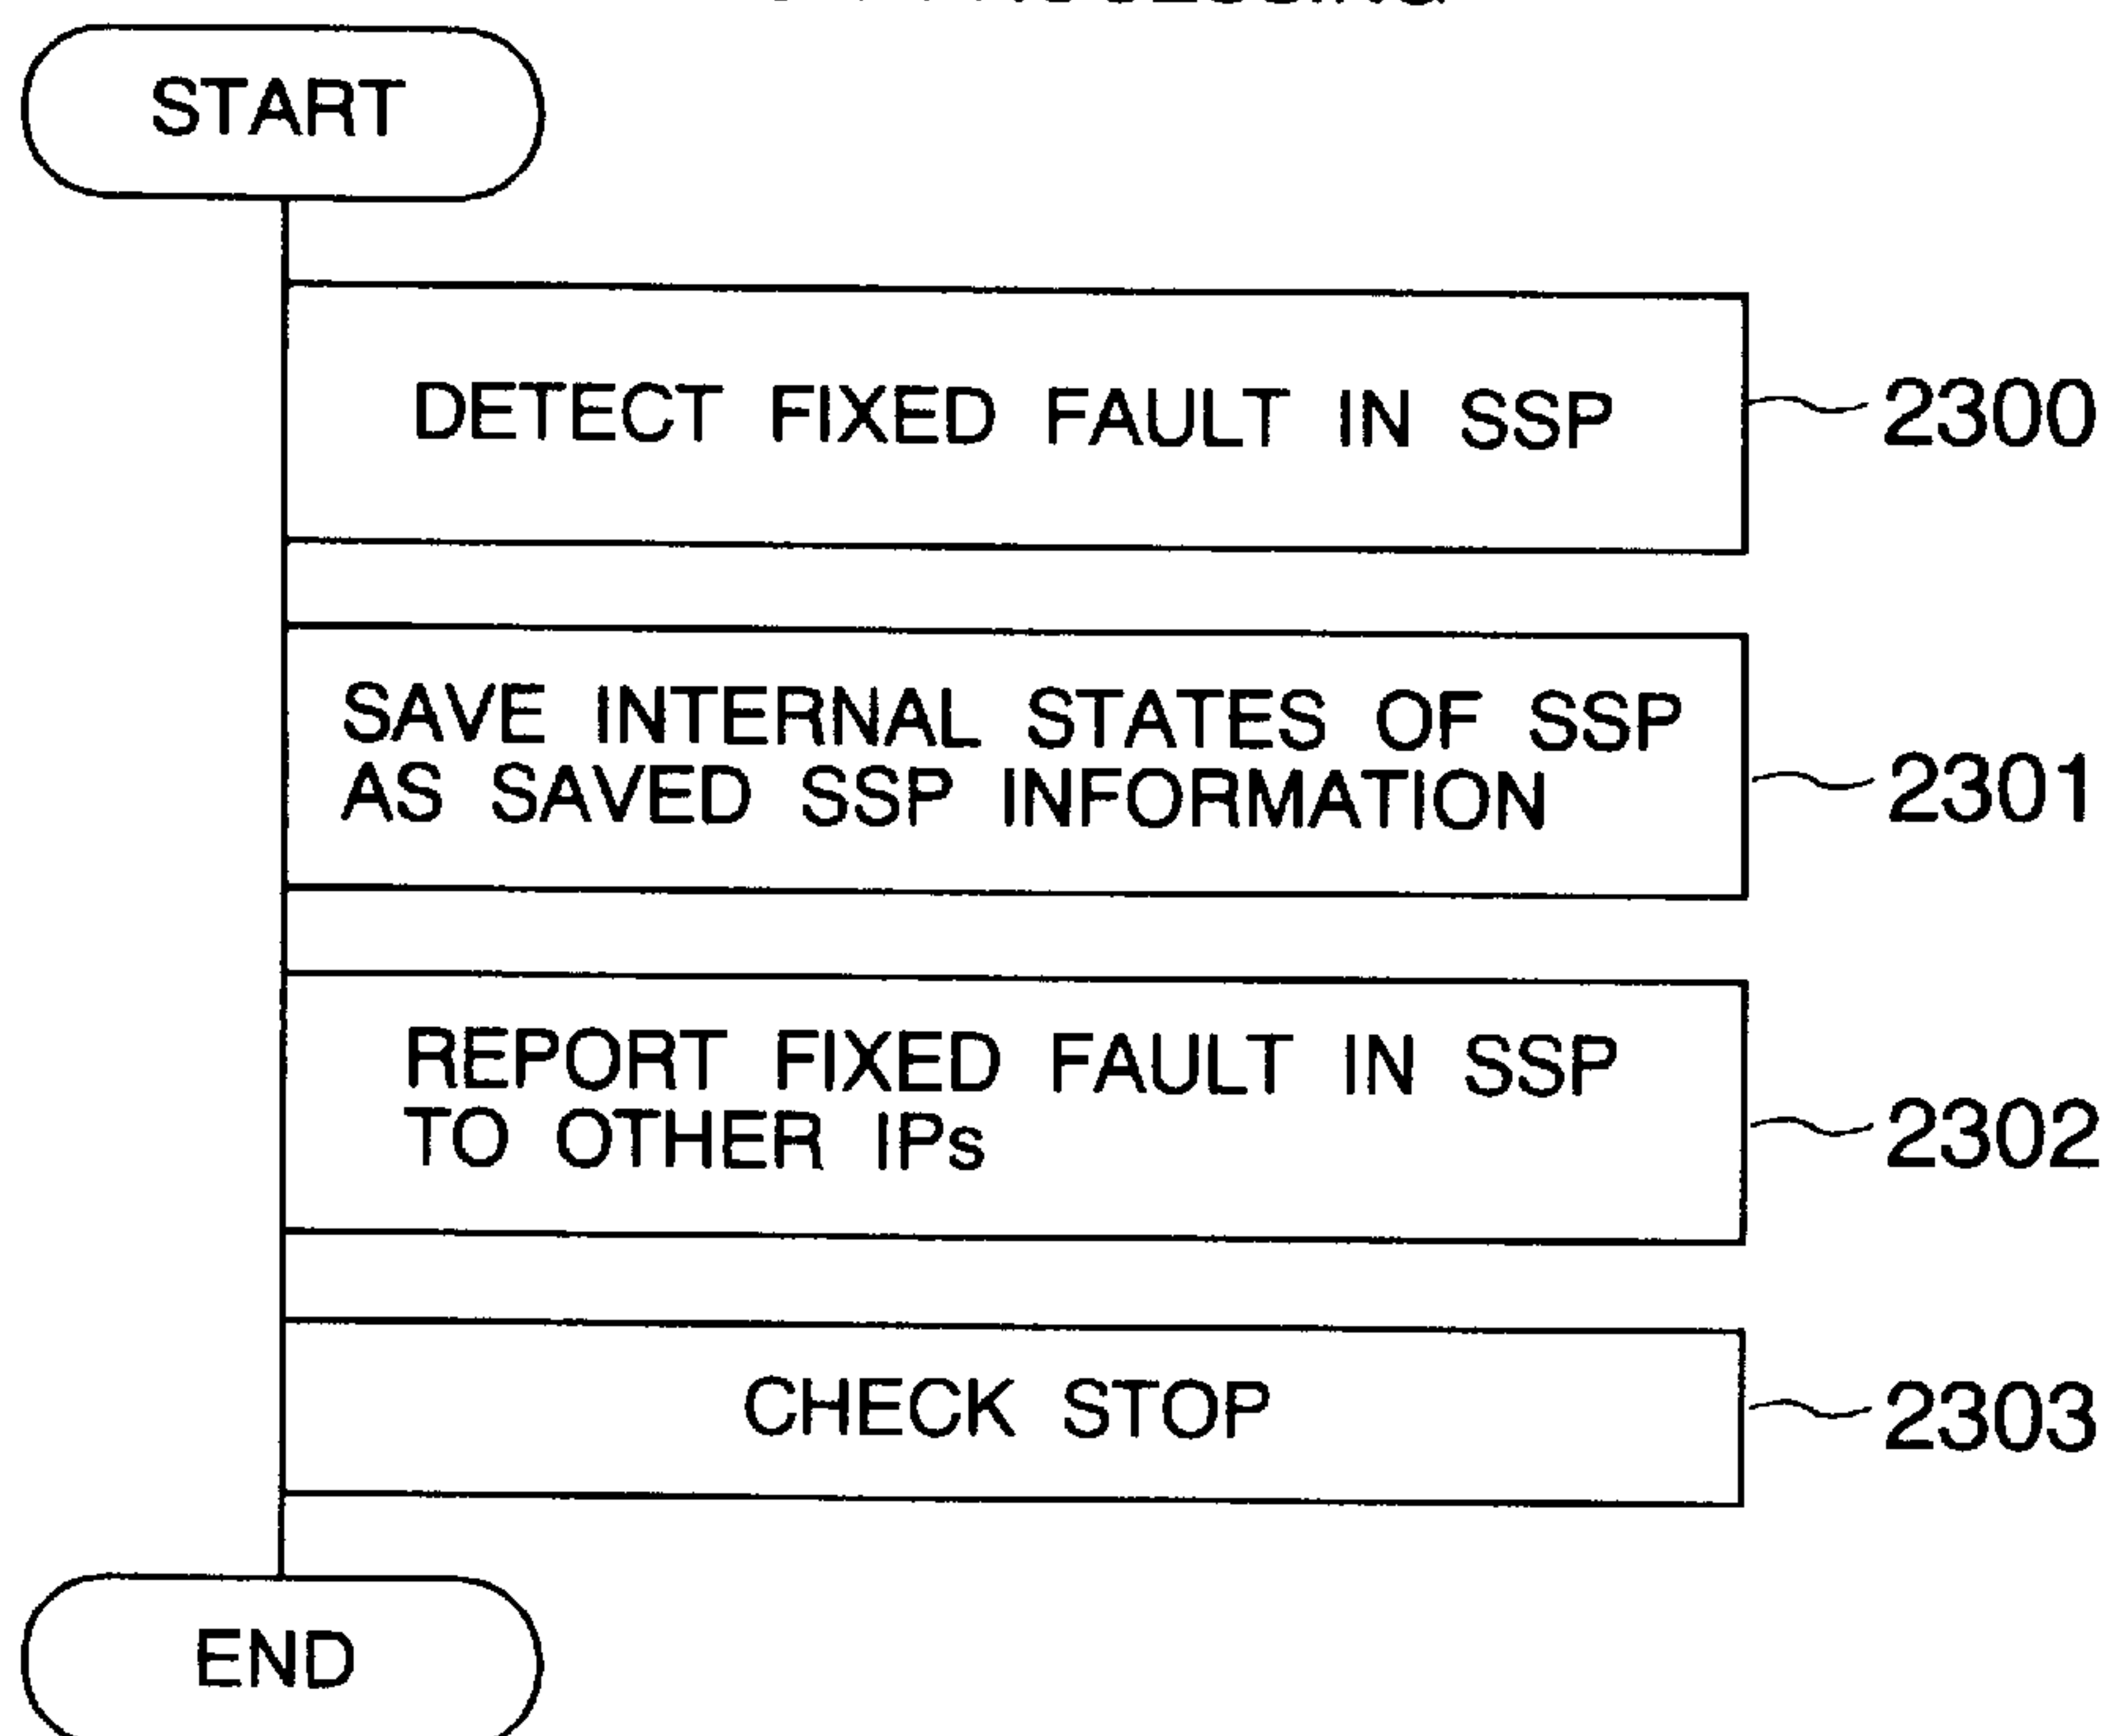 START
DETECT FIXED FAULT IN SSP
2300
SAVE INTERNAL STATES OF SSP
AS SAVED SSP INFORMATION
2301
REPORT FIXED FAULT IN SSP
TO OTHER IPs
2302
CHECK STOP
2303
END